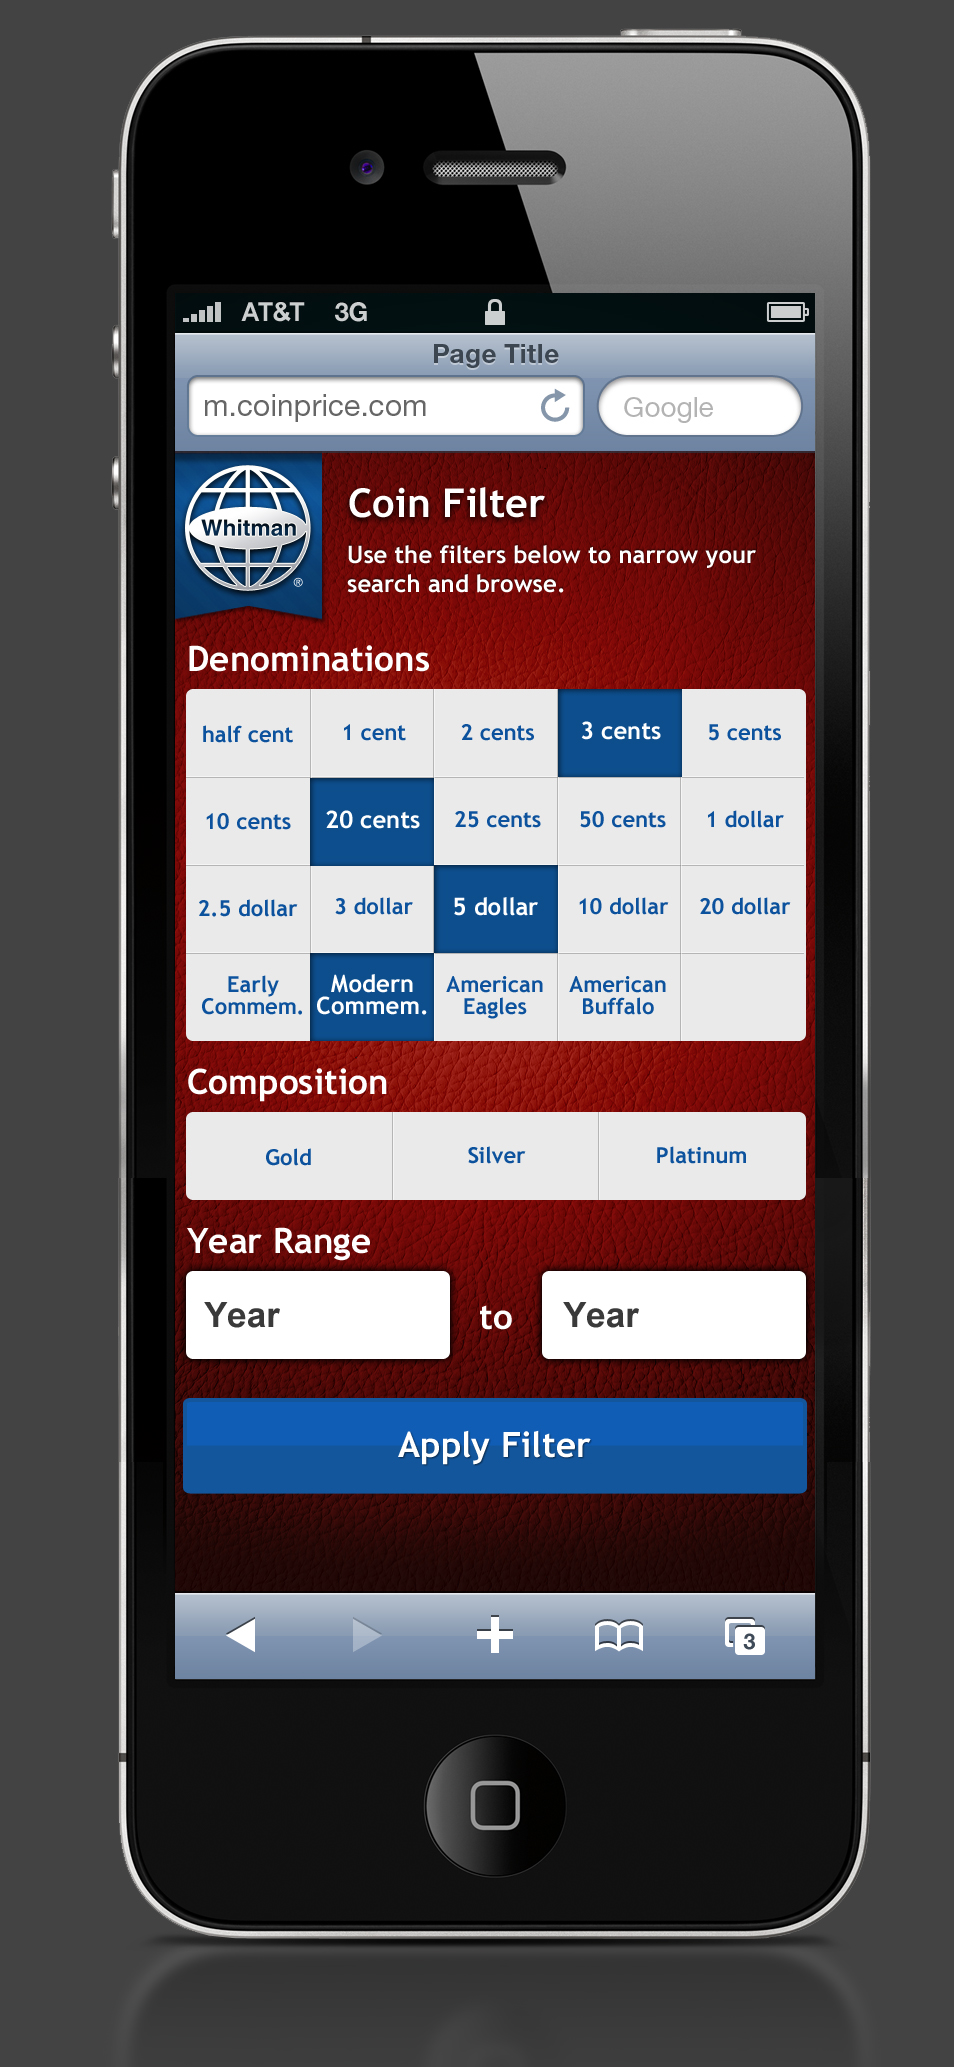 AT&T 3G
Page Title
m.coinprice.com Google
Whitman
®
Coin Filter
Use the filters below to narrow your
search and browse.
Denominations
half cent 1 cent 2 cents 3 cents 5 cents
10 cents 20 cents 25 cents 50 cents 1 dollar
2.5 dollar 3 dollar 5 dollar 10 dollar 20 dollar
Early Modern American American
Commem. Commem. Eagles Buffalo
Composition
Gold Silver Platinum
Year Range
Year to Year
Apply Filter
3